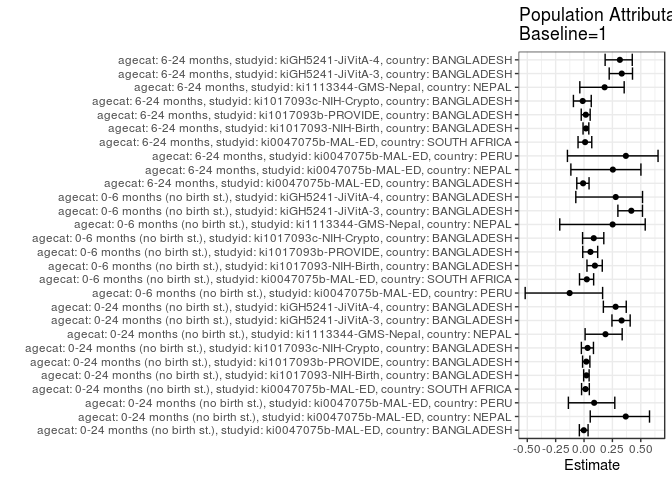 Population Attributa
Baseline=1
agecat: 6-24 months, studyid: kiGH5241-JiVitA-4, country: BANGLADESH
agecat: 6-24 months, studyid: kiGH5241-JiVitA-3, country: BANGLADESH
agecat: 6-24 months, studyid: ki1113344-GMS-Nepal, country: NEPAL
agecat: 6-24 months, studyid: ki1017093c-NIH-Crypto, country: BANGLADESH
agecat: 6-24 months, studyid: ki1017093b-PROVIDE, country: BANGLADESH
agecat: 6-24 months, studyid: ki1017093-NIH-Birth, country: BANGLADESH
agecat: 6-24 months, studyid: ki0047075b-MAL-ED, country: SOUTH AFRICA
agecat: 6-24 months, studyid: ki0047075b-MAL-ED, country: PERU
agecat: 6-24 months, studyid: ki0047075b-MAL-ED, country: NEPAL
agecat: 6-24 months, studyid: ki0047075b-MAL-ED, country: BANGLADESH
agecat: 0-6 months (no birth st.), studyid: kiGH5241-JiVitA-4, country: BANGLADESH
agecat: 0-6 months (no birth st.), studyid: kiGH5241-JiVitA-3, country: BANGLADESH
agecat: 0-6 months (no birth st.), studyid: ki1113344-GMS-Nepal, country: NEPAL
agecat: 0-6 months (no birth st.), studyid: ki1017093c-NIH-Crypto, country: BANGLADESH
agecat: 0-6 months (no birth st.), studyid: ki1017093b-PROVIDE, country: BANGLADESH
agecat: 0-6 months (no birth st.), studyid: ki1017093-NIH-Birth, country: BANGLADESH
agecat: 0-6 months (no birth st.), studyid: ki0047075b-MAL-ED, country: SOUTH AFRICA
agecat: 0-6 months (no birth st.), studyid: ki0047075b-MAL-ED, country: PERU
agecat: 0-24 months (no birth st.), studyid: kiGH5241-JiVitA-4, country: BANGLADESH
agecat: 0-24 months (no birth st.), studyid: kiGH5241-JiVitA-3, country: BANGLADESH
agecat: 0-24 months (no birth st.), studyid: ki1113344-GMS-Nepal, country: NEPAL
agecat: 0-24 months (no birth st.), studyid: ki1017093c-NIH-Crypto, country: BANGLADESH
agecat: 0-24 months (no birth st.), studyid: ki1017093b-PROVIDE, country: BANGLADESH
agecat: 0-24 months (no birth st.), studyid: ki1017093-NIH-Birth, country: BANGLADESH
agecat: 0-24 months (no birth st.), studyid: ki0047075b-MAL-ED, country: SOUTH AFRICA
agecat: 0-24 months (no birth st.), studyid: ki0047075b-MAL-ED, country: PERU
agecat: 0-24 months (no birth st.), studyid: ki0047075b-MAL-ED, country: NEPAL
agecat: 0-24 months (no birth st.), studyid: ki0047075b-MAL-ED, country: BANGLADESH
-0.50 -0.25 0.00 0.25 0.50
Estimate